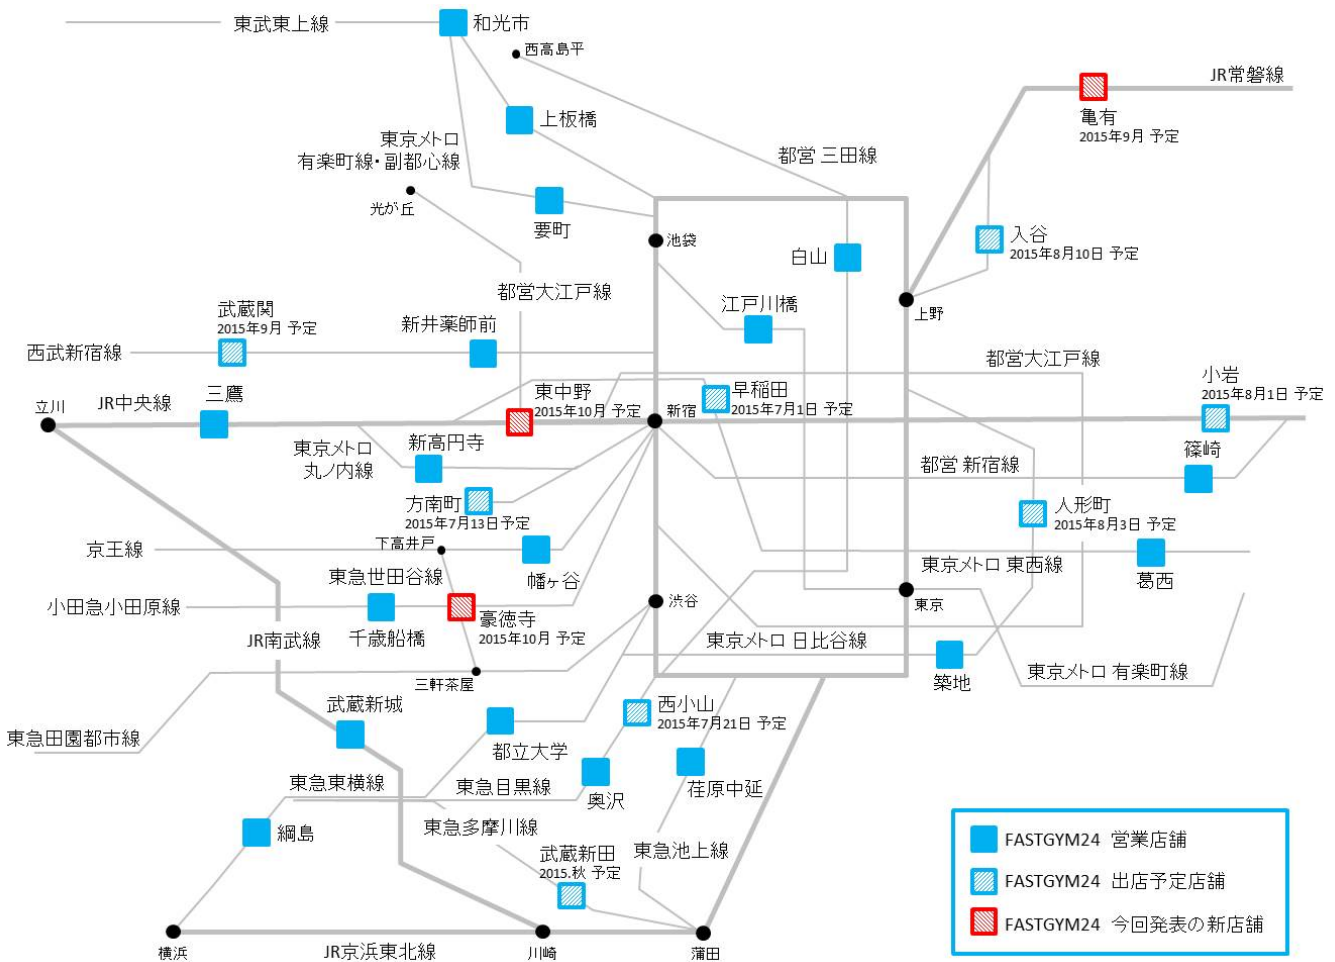 東武東上線
和光市
西高島平
JR常磐線
亀有
2015年9月 予定
上板橋
東京メトロ
有楽町線・副都心線
都営 三田線
光が丘
要町
池袋
白山
入谷
2015年8月10日 予定
都営大江戸線
江戸川橋
上野
武蔵関
2015年9月 予定
新井薬師前
西武新宿線
都営大江戸線
小岩
2015年8月1日 予定
三鷹
東中野
2015年10月 予定
早稲田
2015年7月1日 予定
立川
JR中央線
新宿
東京メトロ
丸ノ内線
新高円寺
都営 新宿線
篠崎
方南町
2015年7月13日予定
人形町
2015年8月3日 予定
京王線
下高井戸
幡ヶ谷
東京メトロ 東西線
葛西
東急世田谷線
小田急小田原線
千歳船橋
豪徳寺
2015年10月 予定
渋谷
東京
JR南武線
東京メトロ 日比谷線
築地
東京メトロ 有楽町線
三軒茶屋
武蔵新城
西小山
2015年7月21日 予定
東急田園都市線
都立大学
東急東横線
東急目黒線
奥沢
荏原中延
綱島
東急多摩川線
武蔵新田
2015.秋 予定
東急池上線
FASTGYM24 営業店舗
FASTGYM24 出店予定店舗
FASTGYM24 今回発表の新店舗
横浜
JR京浜東北線
川崎
蒲田